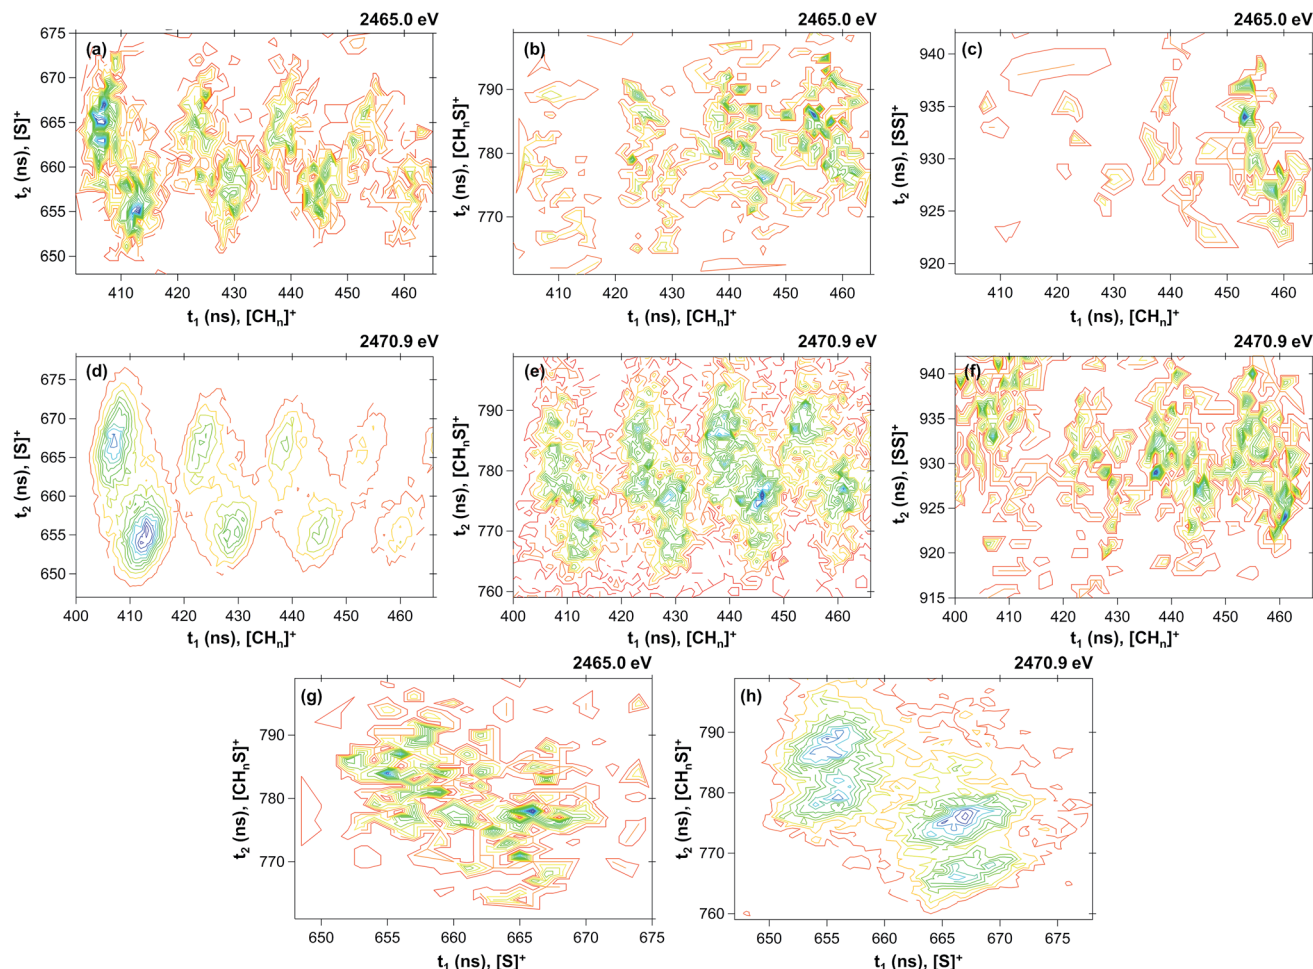 2465.0 eV
(a)
675
670
665
660
655
650
t2 (ns), [S]+
410 420 430 440 450 460
t1 (ns), [CHn]+
2465.0 eV
(b)
790
780
770
t2 (ns), [CHnS]+
410 420 430 440 450 460
t1 (ns), [CHn]+
2465.0 eV
(c)
940
935
930
925
920
t2 (ns), [SS]+
410 420 430 440 450 460
t1 (ns), [CHn]+
2470.9 eV
(d)
675
670
665
660
655
650
t2 (ns), [S]+
400 410 420 430 440 450 460
t1 (ns), [CHn]+
2470.9 eV
(e)
790
780
770
760
t2 (ns), [CHnS]+
400 410 420 430 440 450 460
t1 (ns), [CHn]+
2470.9 eV
(f)
940
935
930
925
920
915
t2 (ns), [SS]+
400 410 420 430 440 450 460
t1 (ns), [CHn]+
2465.0 eV
(g)
790
780
770
t2 (ns), [CHnS]+
650 655 660 665 670 675
t1 (ns), [S]+
2470.9 eV
(h)
790
780
770
760
t2 (ns), [CHnS]+
650 655 660 665 670 675
t1 (ns), [S]+